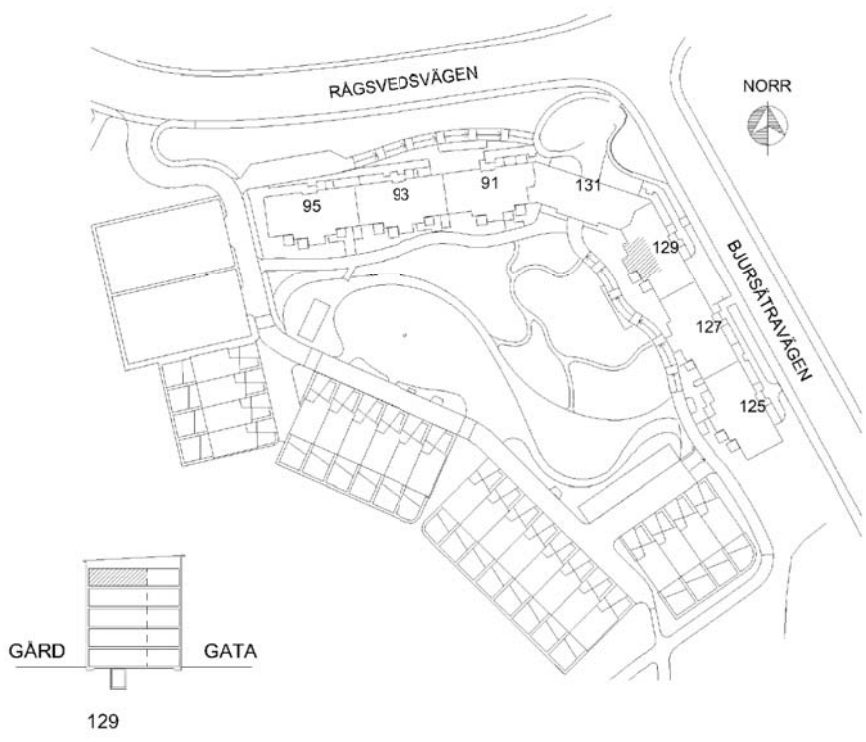 RÅGSVEDSVÄGEN
NORR
95
93
91
131
129
BJURSÄTRAVÄGEN
127
125
GÅRD GATA
129